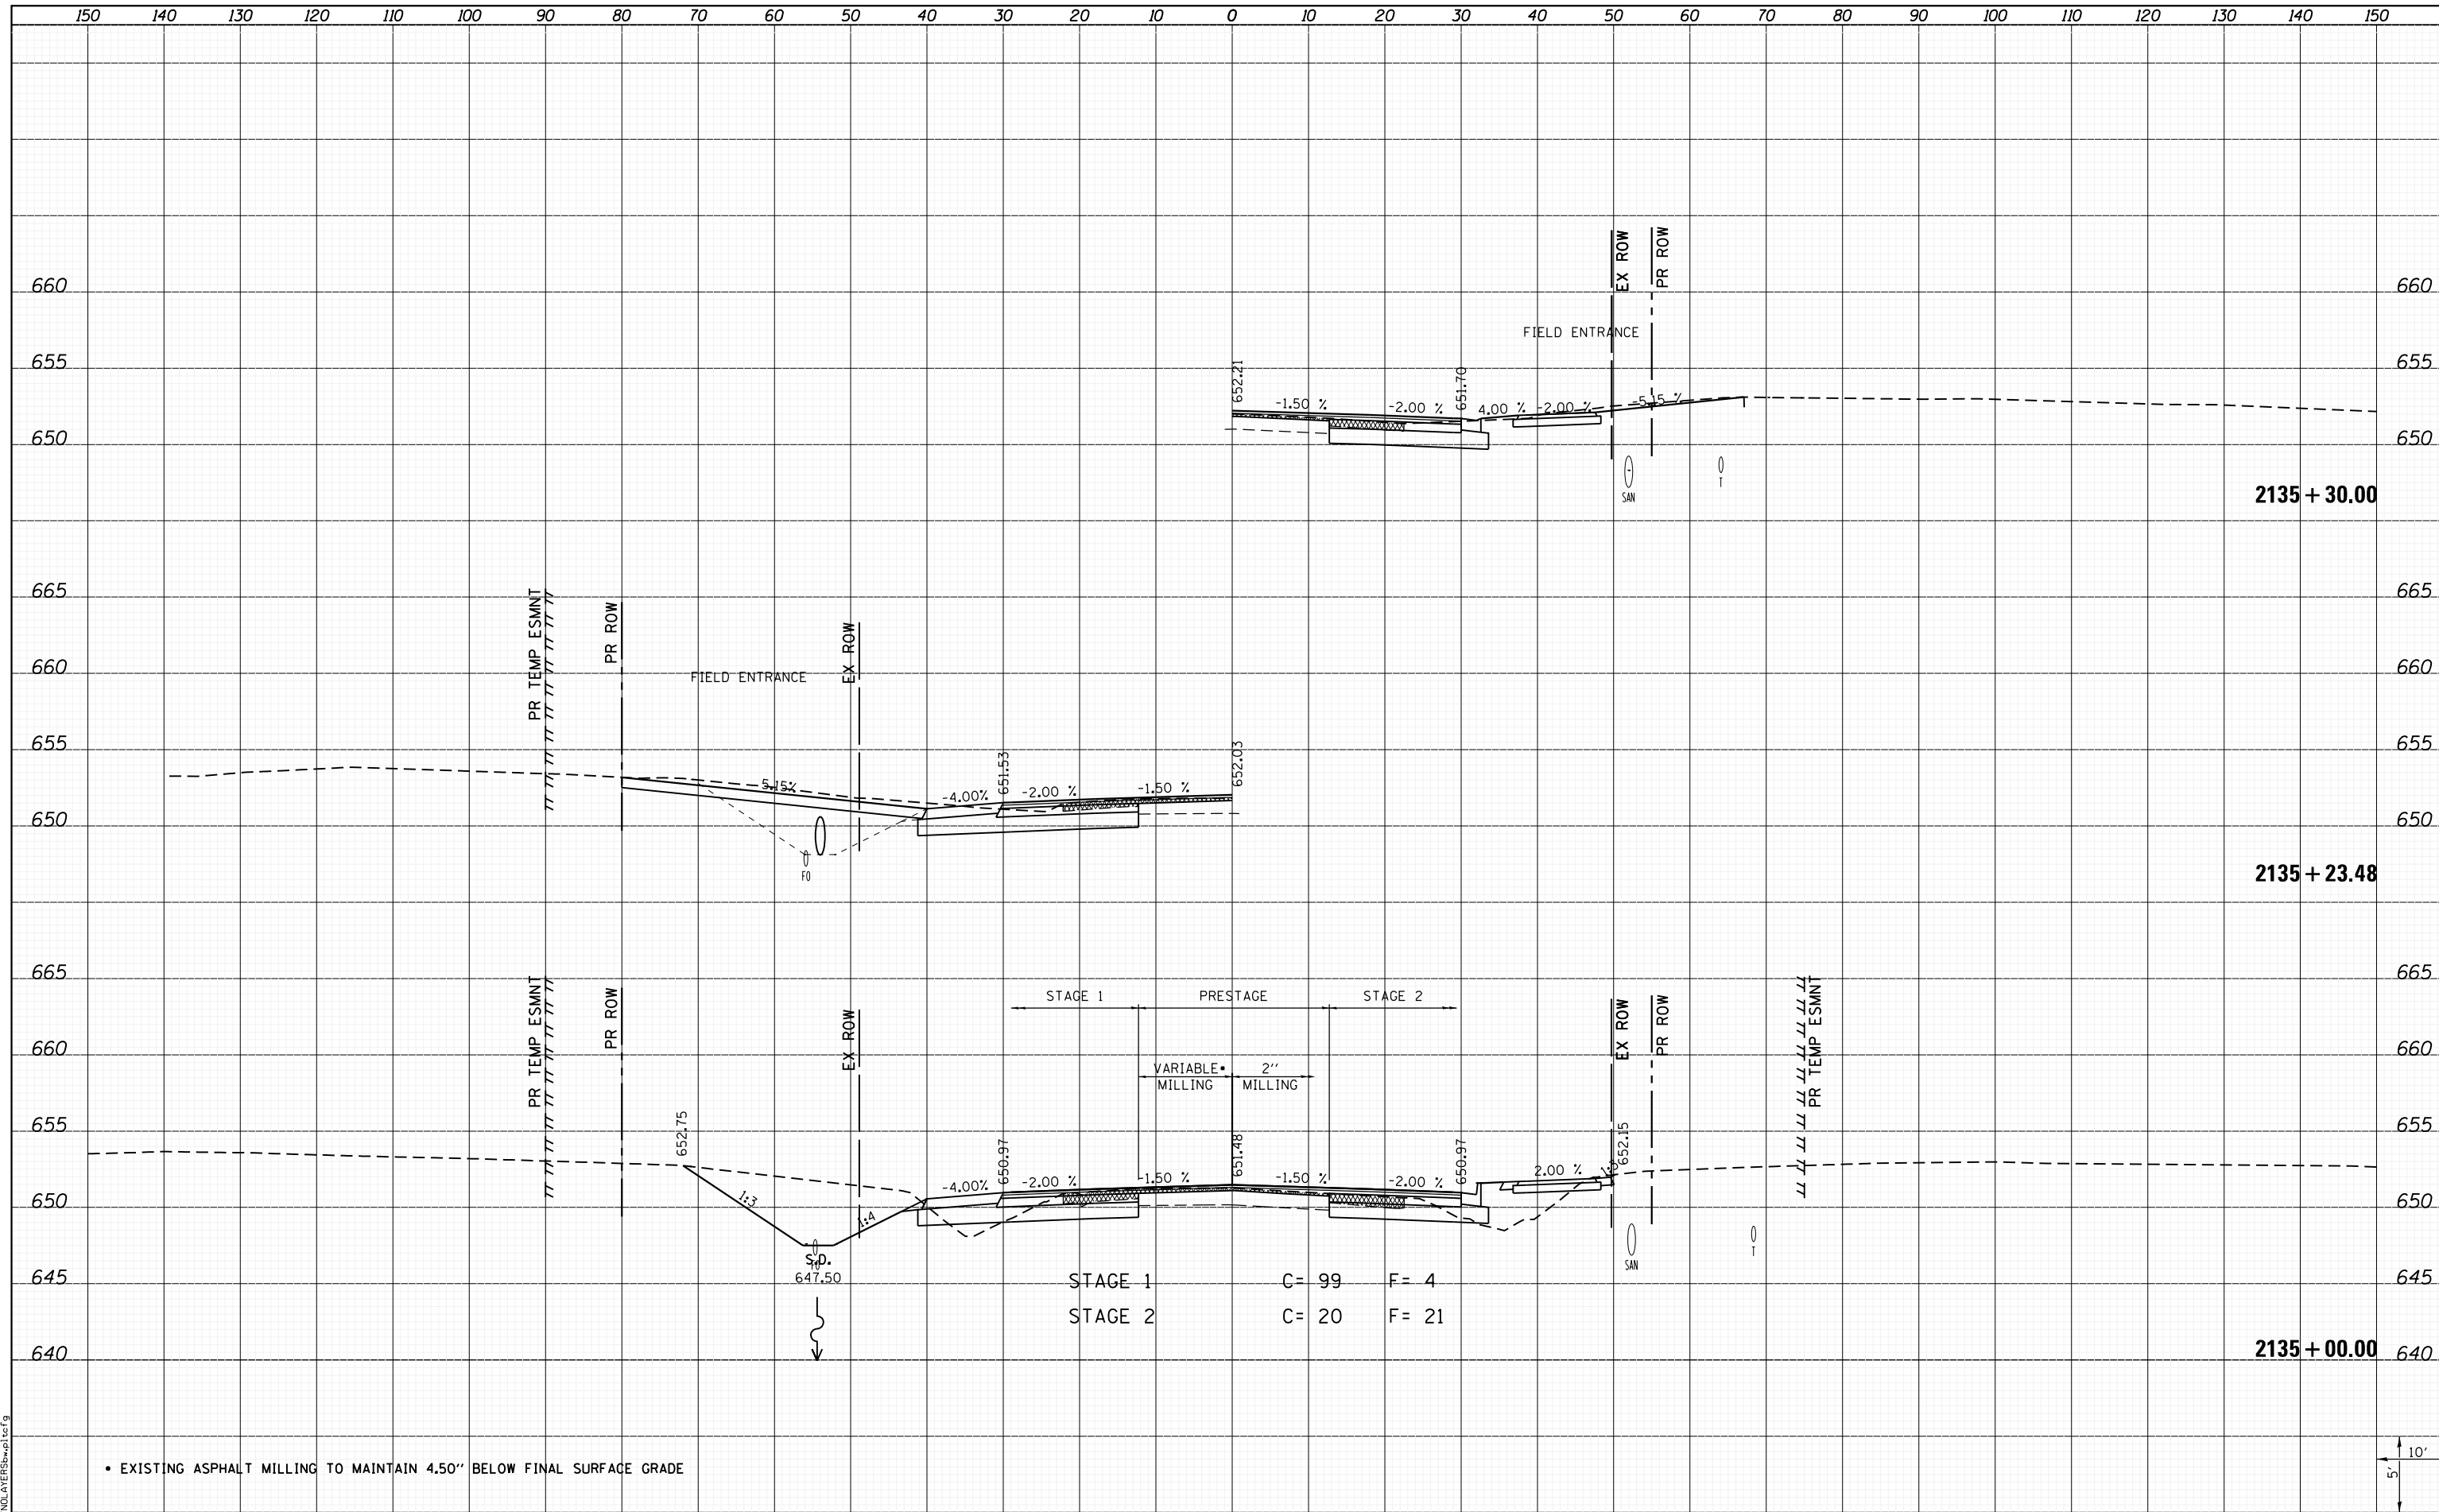 150 140 130 120 110 100 90 80 70 60 50 40 30 20 10 0 10 20 30 40 50 60 70 80 90 100 110 120 130 140 150
EX ROW
PR ROW
660 660
FIELD ENTRANCE
655 652.21 651.70 655
-1.50 % -2.00 % 4.00 % -2.00 % -5.15 %
650 650
SAN T
2135+30.00
665 665
PR TEMP ESMNT
PR ROW
EX ROW
660 660
FIELD ENTRANCE
655 651.53 652.03 655
5.15% -4.00% -2.00 % -1.50 %
650 650
FO
2135+23.48
665 665
PR TEMP ESMNT
PR ROW
EX ROW
STAGE 1 PRESTAGE STAGE 2
EX ROW
PR ROW
PR TEMP ESMNT
660 660
VARIABLE• 2''
MILLING MILLING
655 652.75 650.97 651.48 650.97 652.15 655
1:3 1:4 -4.00% -2.00 % -1.50 % -1.50 % -2.00 % 2.00 %
650 650
SAN T
S.D.
FO
647.50
645 645
STAGE 1 C= 99 F= 4
STAGE 2 C= 20 F= 21
2135+00.00
640 640
• EXISTING ASPHALT MILLING TO MAINTAIN 4.50'' BELOW FINAL SURFACE GRADE
10'
5'
NOLAYERSbw.pltcfg